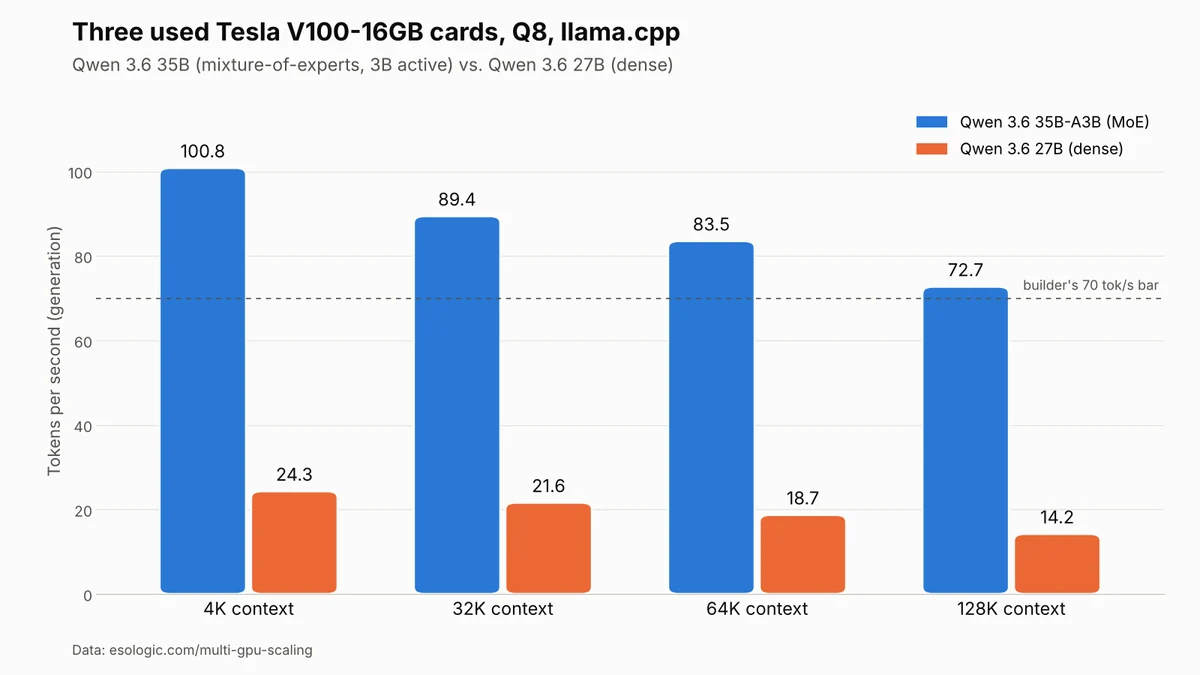 Three used Tesla V100-16GB cards, Q8, llama.cpp
Qwen 3.6 35B (mixture-of-experts, 3B active) vs. Qwen 3.6 27B (dense)
Qwen 3.6 35B-A3B (MoE)
Qwen 3.6 27B (dense)
Tokens per second (generation)
100
80
60
40
20
0
100.8
24.3
89.4
21.6
83.5
18.7
72.7
14.2
builder's 70 tok/s bar
4K context
32K context
64K context
128K context
Data: esologic.com/multi-gpu-scaling